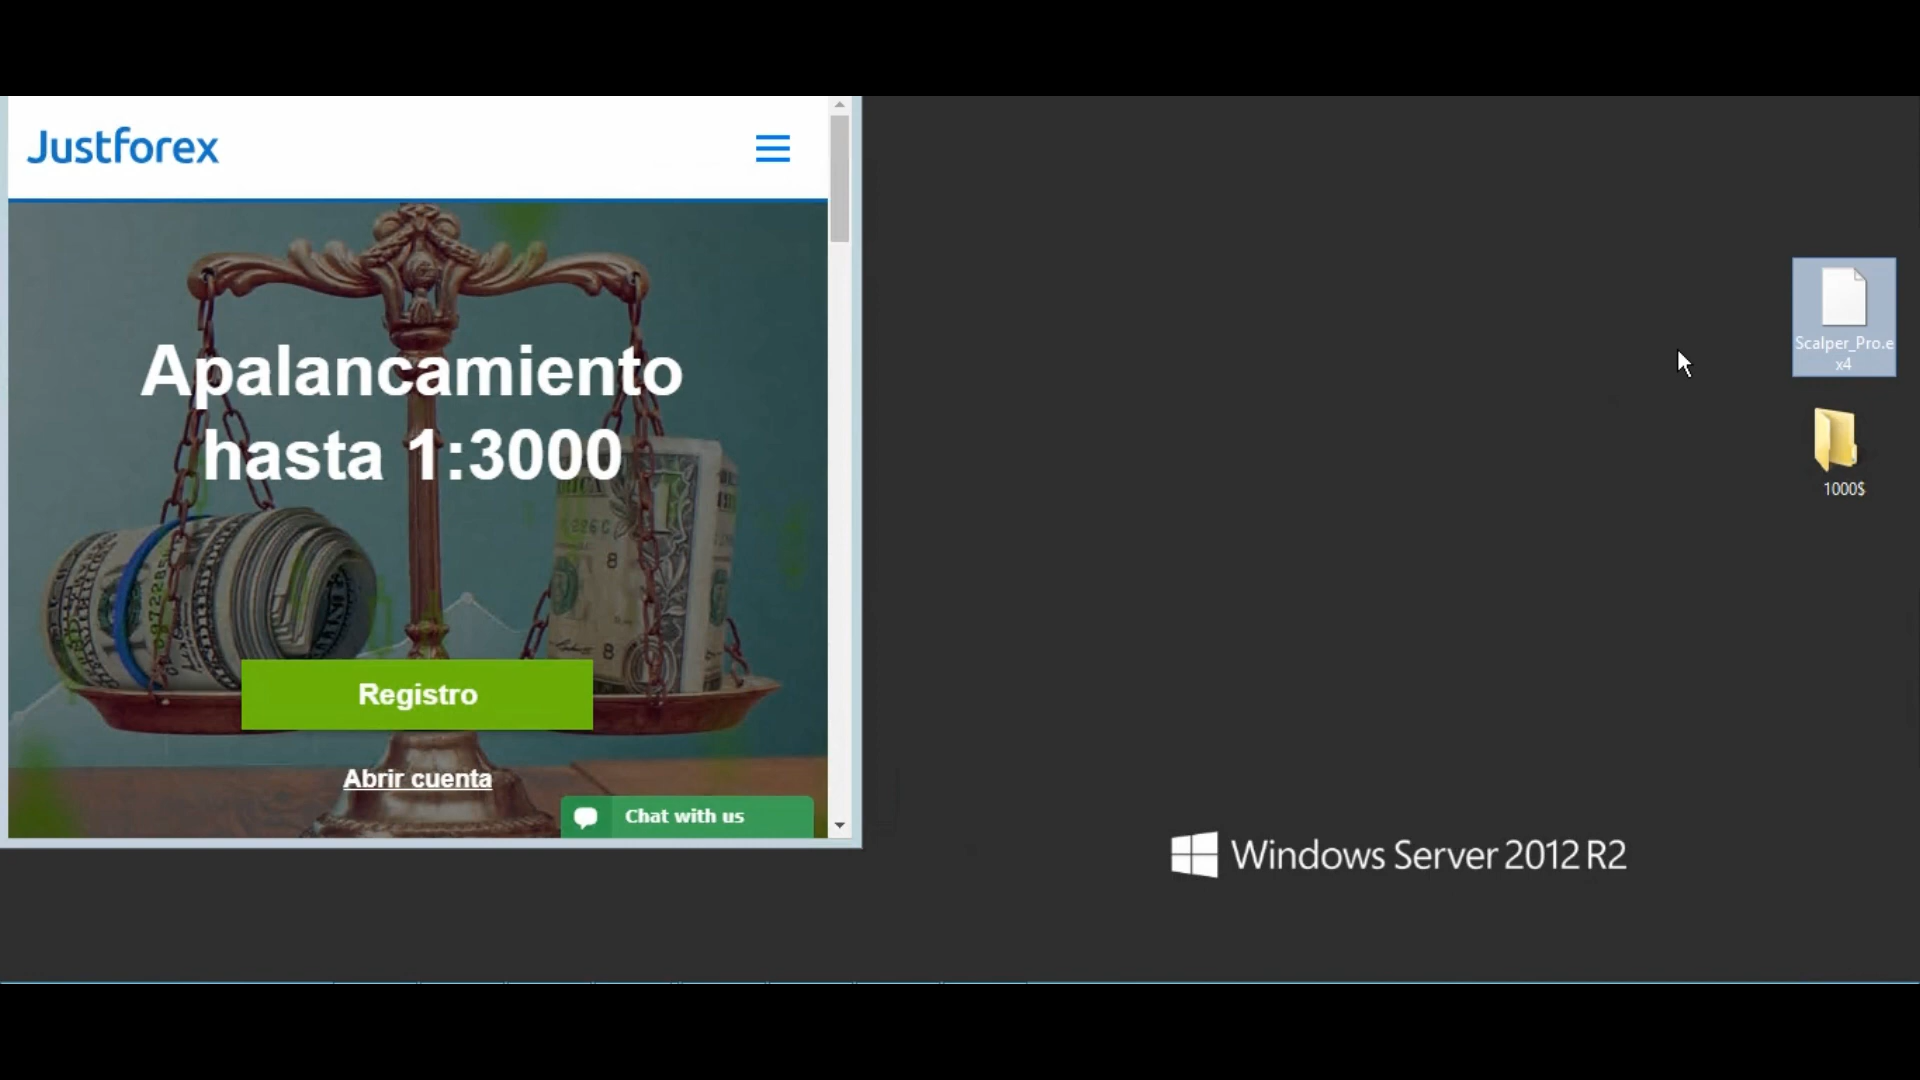 Justforex
Apalancamiento
hasta 1:3000
Registro
Abrir cuenta
Chat with us
Scalper_Pro.e
x4
1000$
Windows Server 2012 R2